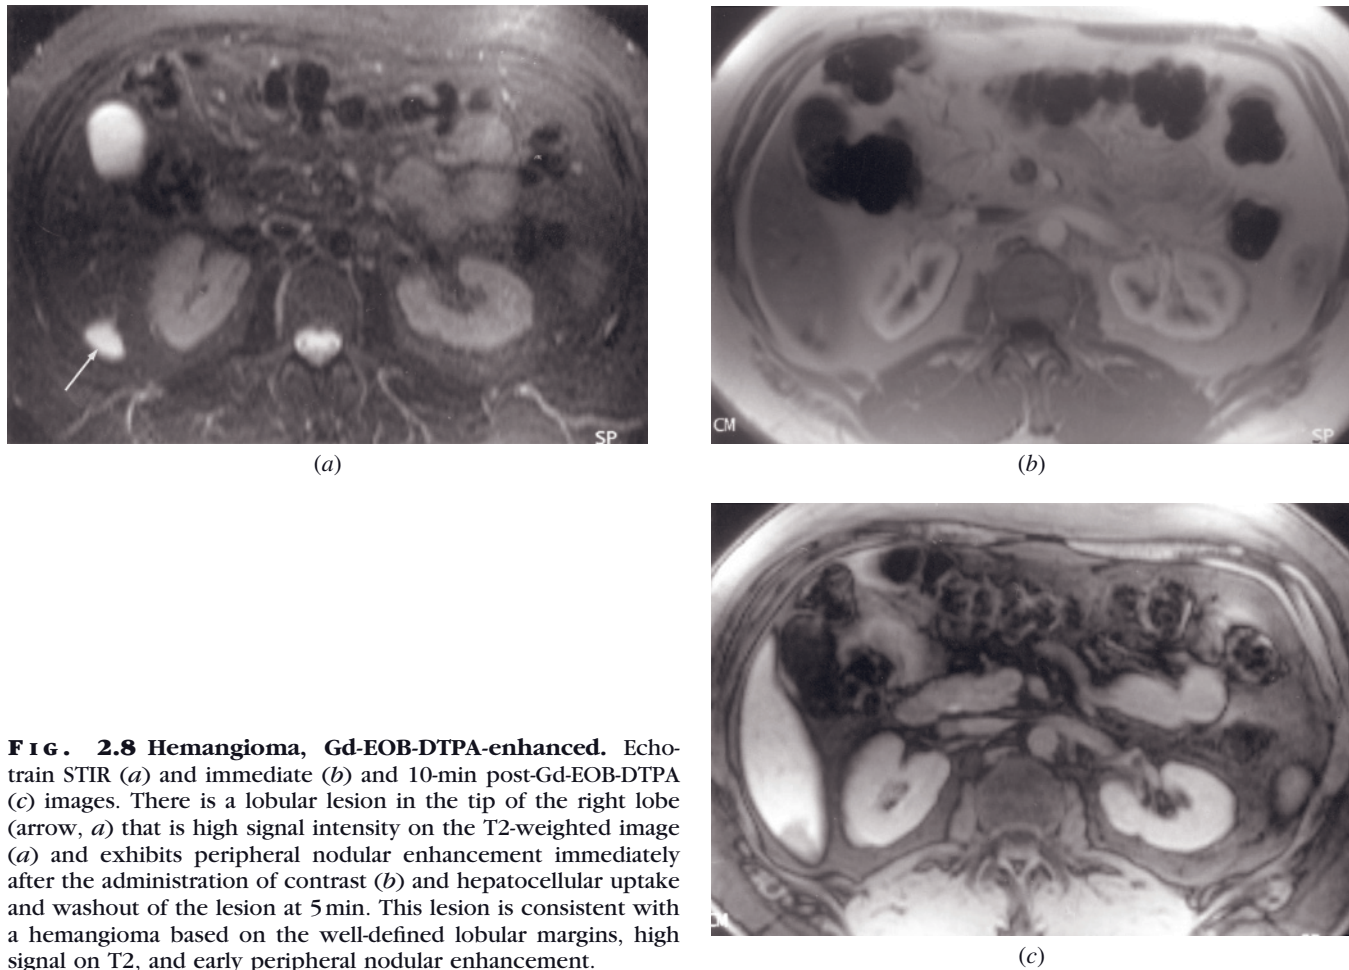 SP
(a)
CM
SP
(b)
(c)
FIG. 2.8 Hemangioma, Gd-EOB-DTPA-enhanced. Echo-
train STIR (a) and immediate (b) and 10-min post-Gd-EOB-DTPA
(c) images. There is a lobular lesion in the tip of the right lobe
(arrow, a) that is high signal intensity on the T2-weighted image
(a) and exhibits peripheral nodular enhancement immediately
after the administration of contrast (b) and hepatocellular uptake
and washout of the lesion at 5 min. This lesion is consistent with
a hemangioma based on the well-defined lobular margins, high
signal on T2, and early peripheral nodular enhancement.